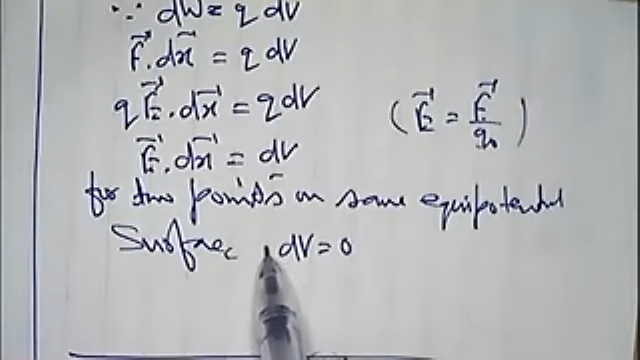 ∵ dW = q dV
F⃗ . dx⃗ = q dV
q E⃗ . dx⃗ = q dV (E⃗ = F⃗/q₀)
E⃗ . dx⃗ = dV
for two points on same equipotential
Surface dV = 0